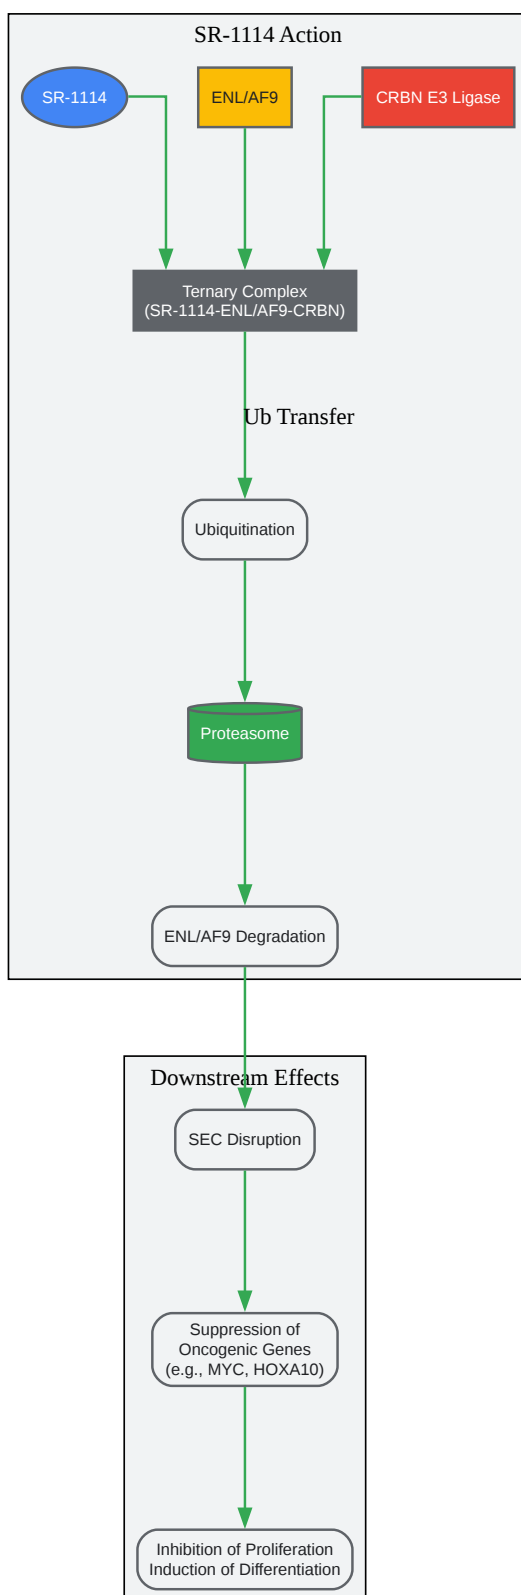 SR-1114 Action
SR-1114
ENL/AF9
CRBN E3 Ligase
Ternary Complex
(SR-1114-ENL/AF9-CRBN)
Ub Transfer
Ubiquitination
Proteasome
ENL/AF9 Degradation
Downstream Effects
SEC Disruption
Suppression of
Oncogenic Genes
(e.g., MYC, HOXA10)
Inhibition of Proliferation
Induction of Differentiation